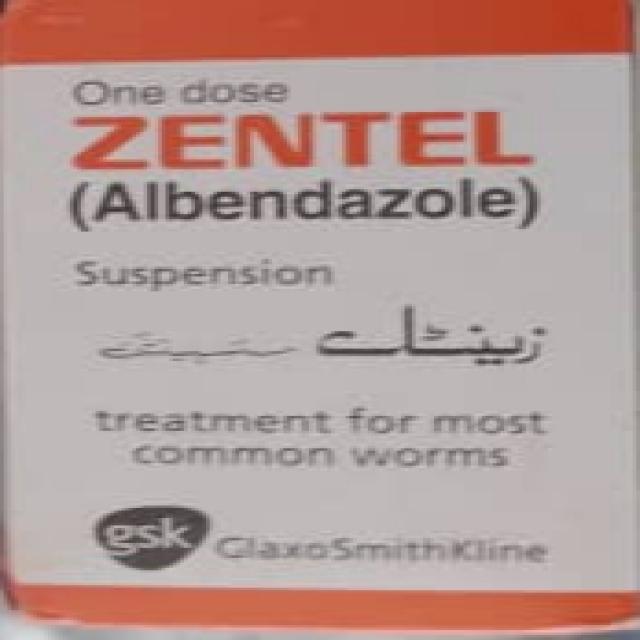 One dose
ZENTEL
(Albendazole)
Suspension
زینٹل
treatment for most
common worms
gsk GlaxoSmithKline